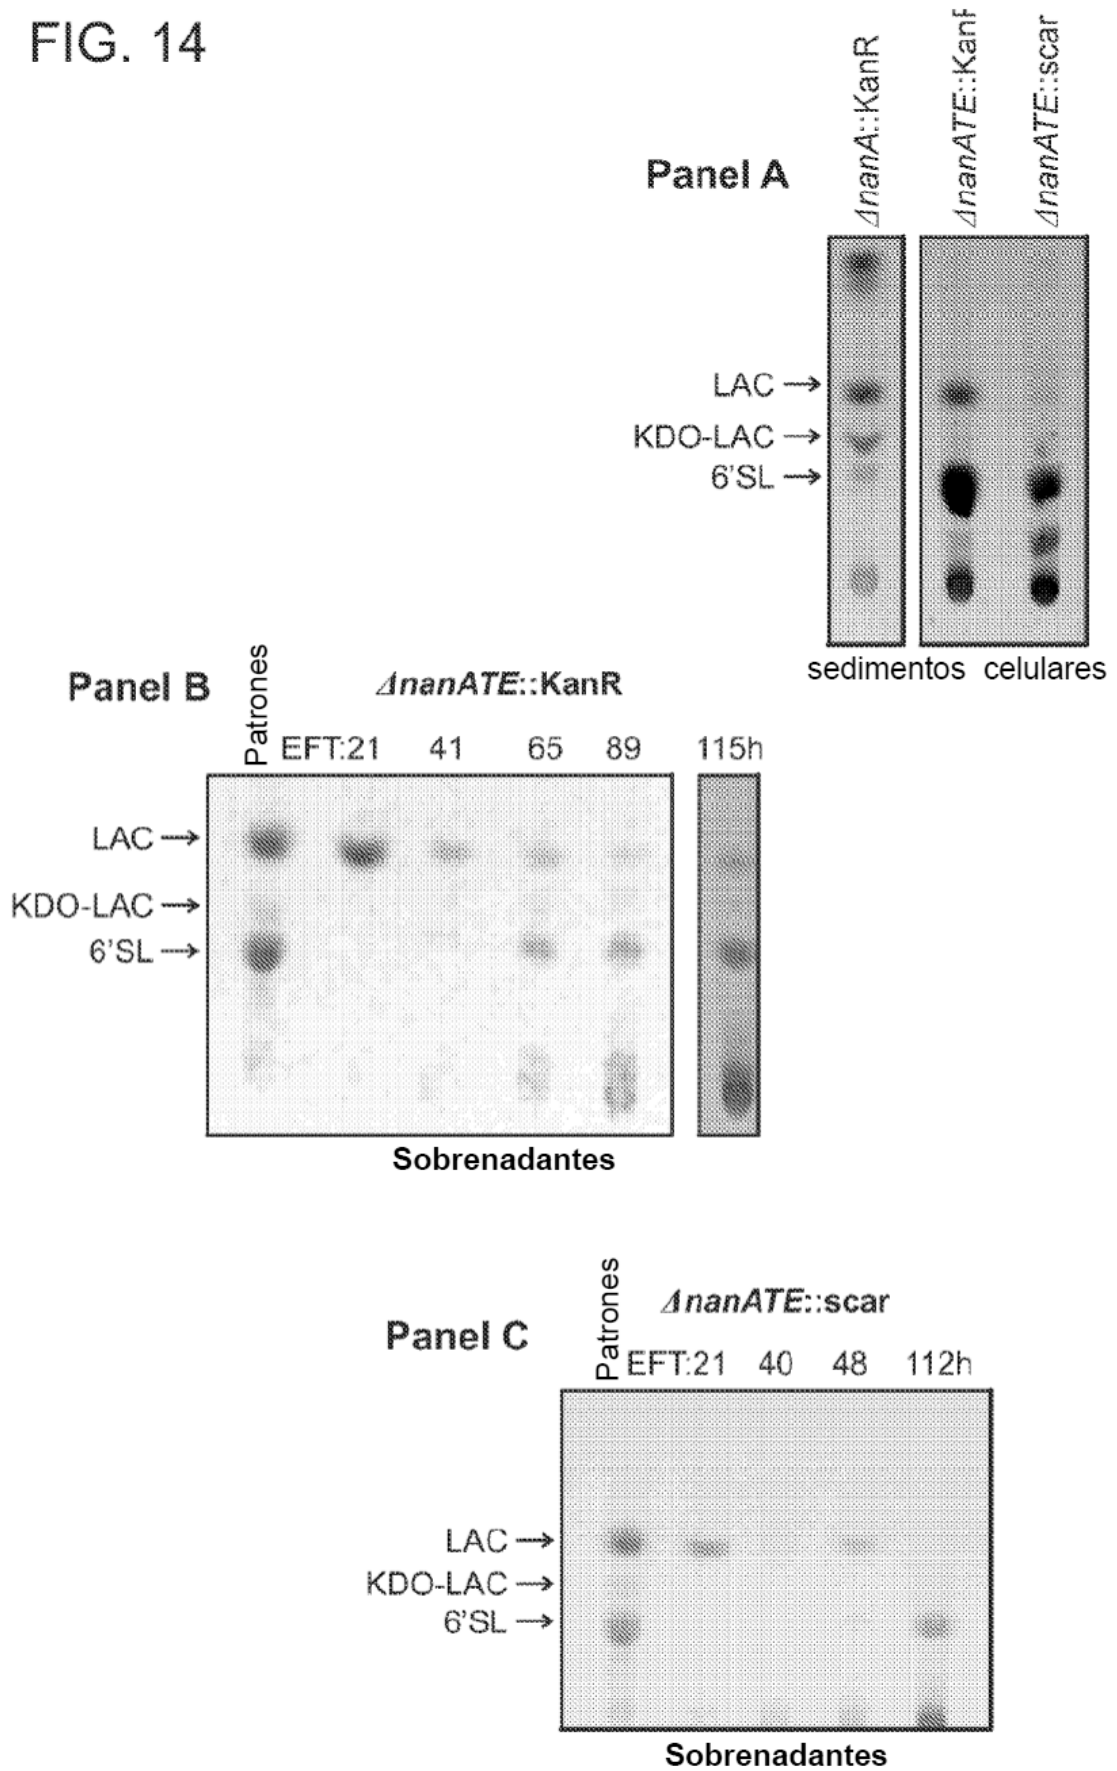 FIG. 14
Panel A
ΔnanA::KanR
ΔnanATE::Kan
ΔnanATE::scar
LAC →
KDO-LAC →
6'SL →
sedimentos celulares
Panel B
Patrones
ΔnanATE::KanR
EFT:21 41 65 89 115h
LAC →
KDO-LAC →
6'SL →
Sobrenadantes
Panel C
Patrones
ΔnanATE::scar
EFT:21 40 48 112h
LAC →
KDO-LAC →
6'SL →
Sobrenadantes